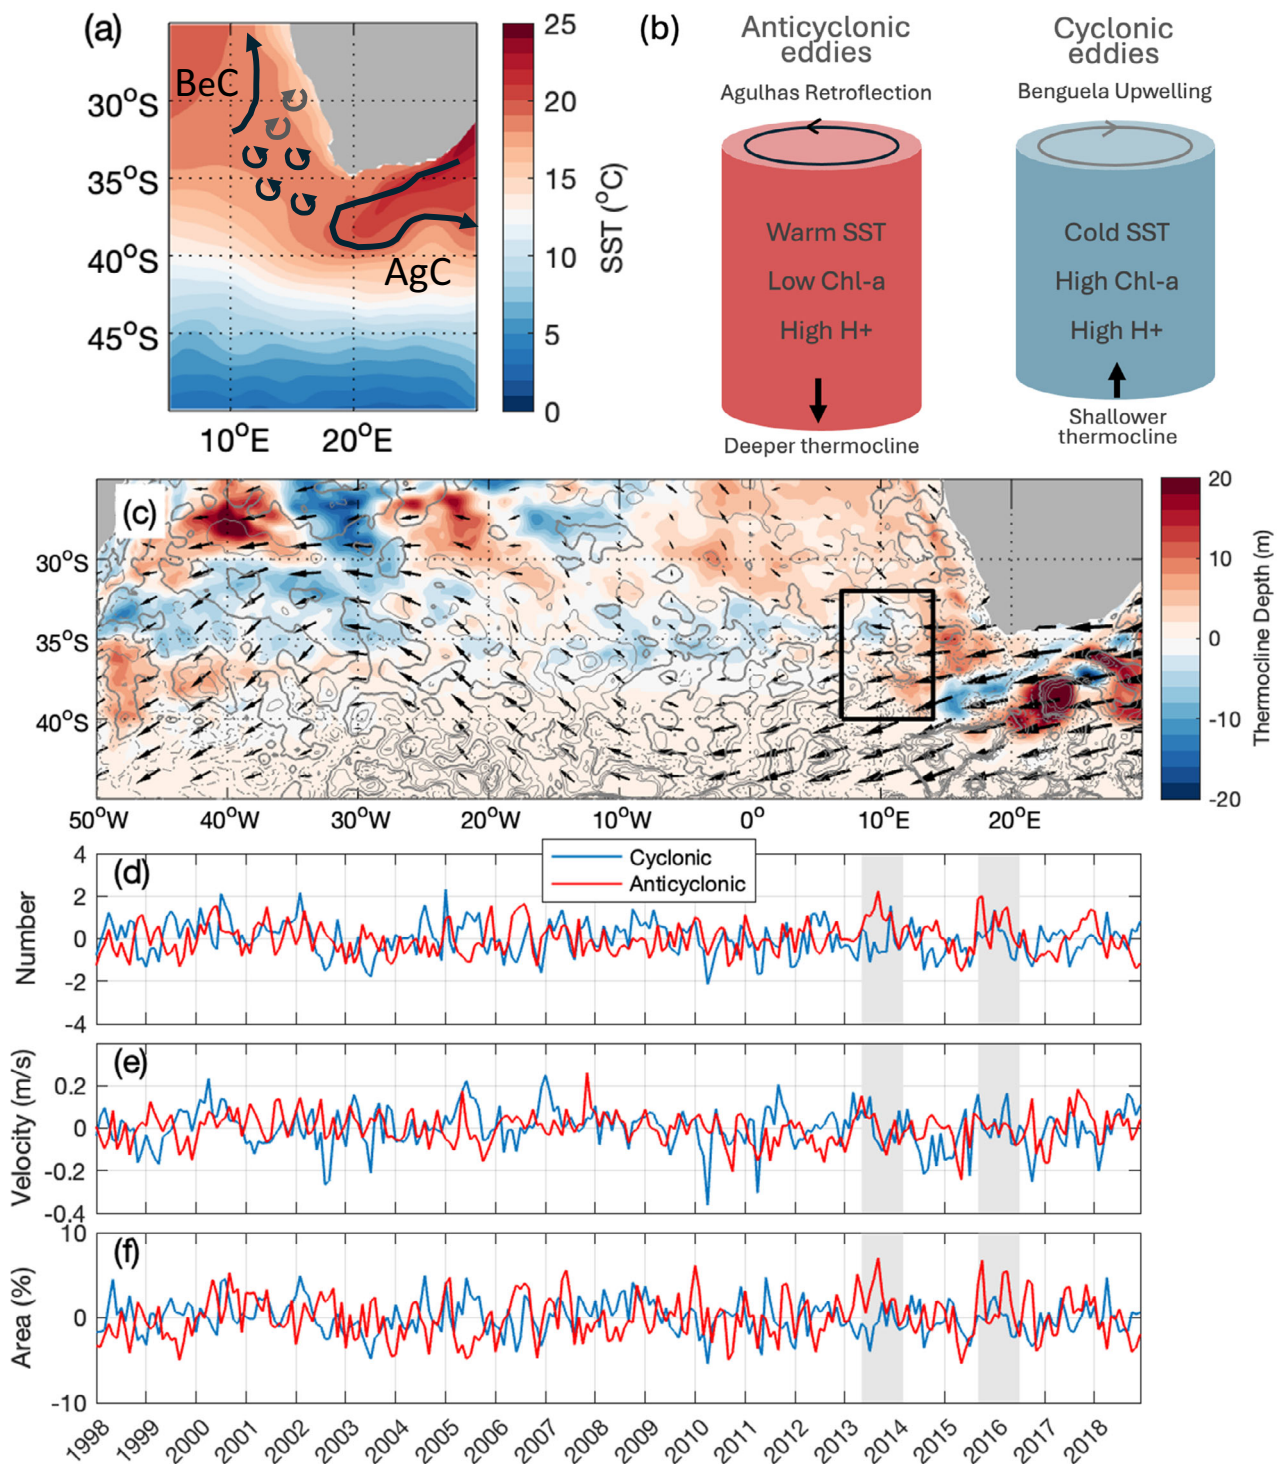 (a)
BeC
AgC
30°S
35°S
40°S
45°S
10°E
20°E
25
20
15
10
5
0
SST (°C)
(b)
Anticyclonic
eddies
Agulhas Retroflection
Warm SST
Low Chl-a
High H+
Deeper thermocline
Cyclonic
eddies
Benguela Upwelling
Cold SST
High Chl-a
High H+
Shallower
thermocline
(c)
30°S
35°S
40°S
50°W
40°W
30°W
20°W
10°W
0°
10°E
20°E
20
10
0
-10
-20
Thermocline Depth (m)
Cyclonic
Anticyclonic
(d)
4
2
0
-2
-4
Number
(e)
0.2
0
-0.2
-0.4
Velocity (m/s)
(f)
10
0
-10
Area (%)
1998
1999
2000
2001
2002
2003
2004
2005
2006
2007
2008
2009
2010
2011
2012
2013
2014
2015
2016
2017
2018